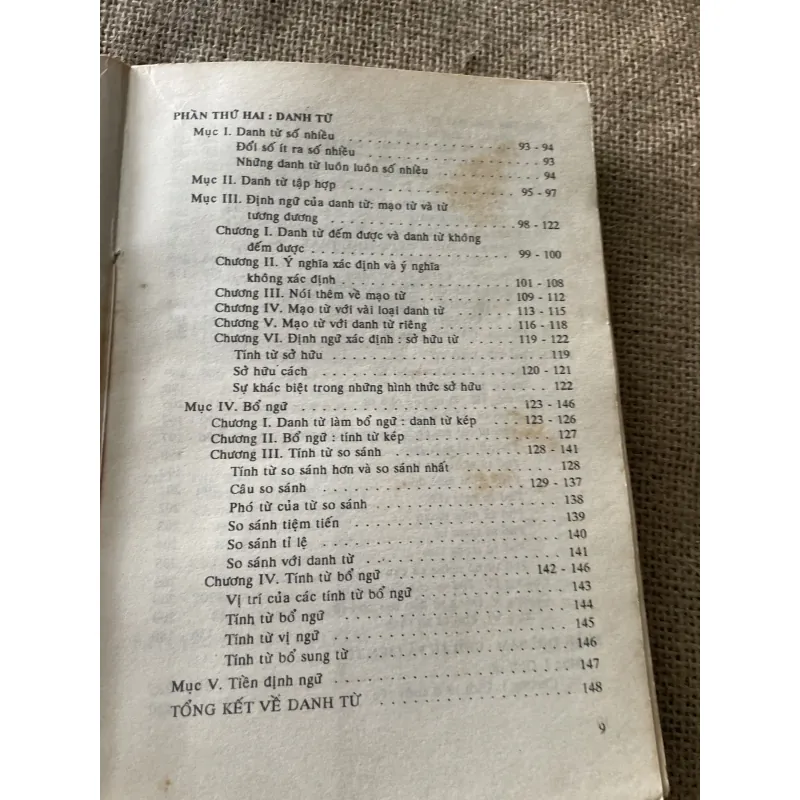 PHẦN THỨ HAI : DANH TỪ
Mục I. Danh từ số nhiều . . . . . . . . . . . . . . . . . 93 - 94
Đổi số ít ra số nhiều . . . . . . . . . . . . . . . . . 93
Những danh từ luôn luôn số nhiều . . . . . . . . . . 94
Mục II. Danh từ tập hợp . . . . . . . . . . . . . . . . . 95 - 97
Mục III. Định ngữ của danh từ: mạo từ và từ
tương đương . . . . . . . . . . . . . . . . . 98 - 122
Chương I. Danh từ đếm được và danh từ không
đếm được . . . . . . . . . . . . . . . . . 99 - 100
Chương II. Ý nghĩa xác định và ý nghĩa
không xác định . . . . . . . . . . . . . . . 101 - 108
Chương III. Nói thêm về mạo từ . . . . . . . . . 109 - 112
Chương IV. Mạo từ với vài loại danh từ . . . . . . 113 - 115
Chương V. Mạo từ với danh từ riêng . . . . . . . 116 - 118
Chương VI. Định ngữ xác định : sở hữu từ . . . . . 119 - 122
Tính từ sở hữu . . . . . . . . . . . . . . . . . 119
Sở hữu cách . . . . . . . . . . . . . . . . . 120 - 121
Sự khác biệt trong những hình thức sở hữu . . . . . . 122
Mục IV. Bổ ngữ . . . . . . . . . . . . . . . . . 123 - 146
Chương I. Danh từ làm bổ ngữ : danh từ kép . . . 123 - 126
Chương II. Bổ ngữ : tính từ kép . . . . . . . . . . . 127
Chương III. Tính từ so sánh . . . . . . . . . . . . 128 - 141
Tính từ so sánh hơn và so sánh nhất . . . . . . . . 128
Câu so sánh . . . . . . . . . . . . . . . . . 129 - 137
Phó từ của từ so sánh . . . . . . . . . . . . . . . 138
So sánh tiệm tiến . . . . . . . . . . . . . . . . . 139
So sánh tỉ lệ . . . . . . . . . . . . . . . . . 140
So sánh với danh từ . . . . . . . . . . . . . . . . 141
Chương IV. Tính từ bổ ngữ . . . . . . . . . . . . 142 - 146
Vị trí của các tính từ bổ ngữ . . . . . . . . . . . 143
Tính từ bổ ngữ . . . . . . . . . . . . . . . . . 144
Tính từ vị ngữ . . . . . . . . . . . . . . . . . 145
Tính từ bổ sung từ . . . . . . . . . . . . . . . . 146
Mục V. Tiền định ngữ . . . . . . . . . . . . . . . . . 147
TỔNG KẾT VỀ DANH TỪ . . . . . . . . . . . . . . 148
9